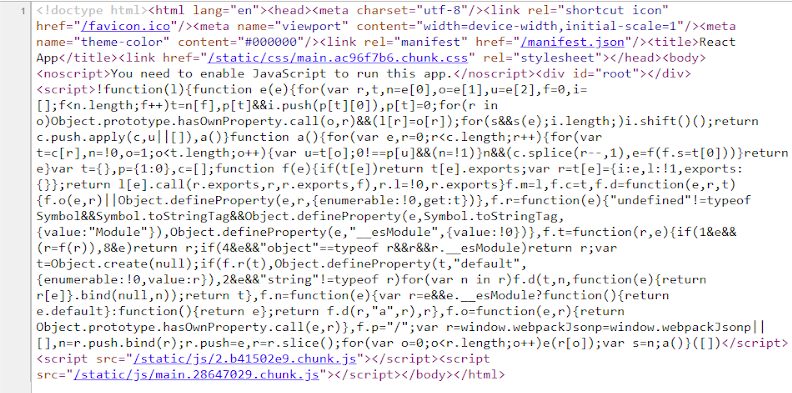 1 <!doctype html><html lang="en"><head><meta charset="utf-8"/><link rel="shortcut icon"
href="/favicon.ico"/><meta name="viewport" content="width=device-width,initial-scale=1"/><meta
name="theme-color" content="#000000"/><link rel="manifest" href="/manifest.json"/><title>React
App</title><link href="/static/css/main.ac96f7b6.chunk.css" rel="stylesheet"></head><body>
<noscript>You need to enable JavaScript to run this app.</noscript><div id="root"></div>
<script>!function(l){function e(e){for(var r,t,n=e[0],o=e[1],u=e[2],f=0,i=
[];f<n.length;f++)t=n[f],p[t]&&i.push(p[t][0]),p[t]=0;for(r in
o)Object.prototype.hasOwnProperty.call(o,r)&&(l[r]=o[r]);for(s&&s(e);i.length;)i.shift()();return
c.push.apply(c,u||[]),a()}function a(){for(var e,r=0;r<c.length;r++){for(var
t=c[r],n=!0,o=1;o<t.length;o++){var u=t[o];0!==p[u]&&(n=!1)}n&&(c.splice(r--,1),e=f(f.s=t[0]))}return
e}var t={},p={1:0},c=[];function f(e){if(t[e])return t[e].exports;var r=t[e]={i:e,l:!1,exports:
{}};return l[e].call(r.exports,r,r.exports,f),r.l=!0,r.exports}f.m=l,f.c=t,f.d=function(e,r,t)
{f.o(e,r)||Object.defineProperty(e,r,{enumerable:!0,get:t})},f.r=function(e){"undefined"!=typeof
Symbol&&Symbol.toStringTag&&Object.defineProperty(e,Symbol.toStringTag,
{value:"Module"}),Object.defineProperty(e,"__esModule",{value:!0})},f.t=function(r,e){if(1&e&&
(r=f(r)),8&e)return r;if(4&e&&"object"==typeof r&&r&&r.__esModule)return r;var
t=Object.create(null);if(f.r(t),Object.defineProperty(t,"default",
{enumerable:!0,value:r}),2&e&&"string"!=typeof r)for(var n in r)f.d(t,n,function(e){return
r[e]}.bind(null,n));return t},f.n=function(e){var r=e&&e.__esModule?function(){return
e.default}:function(){return e};return f.d(r,"a",r),r},f.o=function(e,r){return
Object.prototype.hasOwnProperty.call(e,r)},f.p="/";var r=window.webpackJsonp=window.webpackJsonp||
[],n=r.push.bind(r);r.push=e,r=r.slice();for(var o=0;o<r.length;o++)e(r[o]);var s=n;a()}([])</script>
<script src="/static/js/2.b41502e9.chunk.js"></script><script
src="/static/js/main.28647029.chunk.js"></script></body></html>